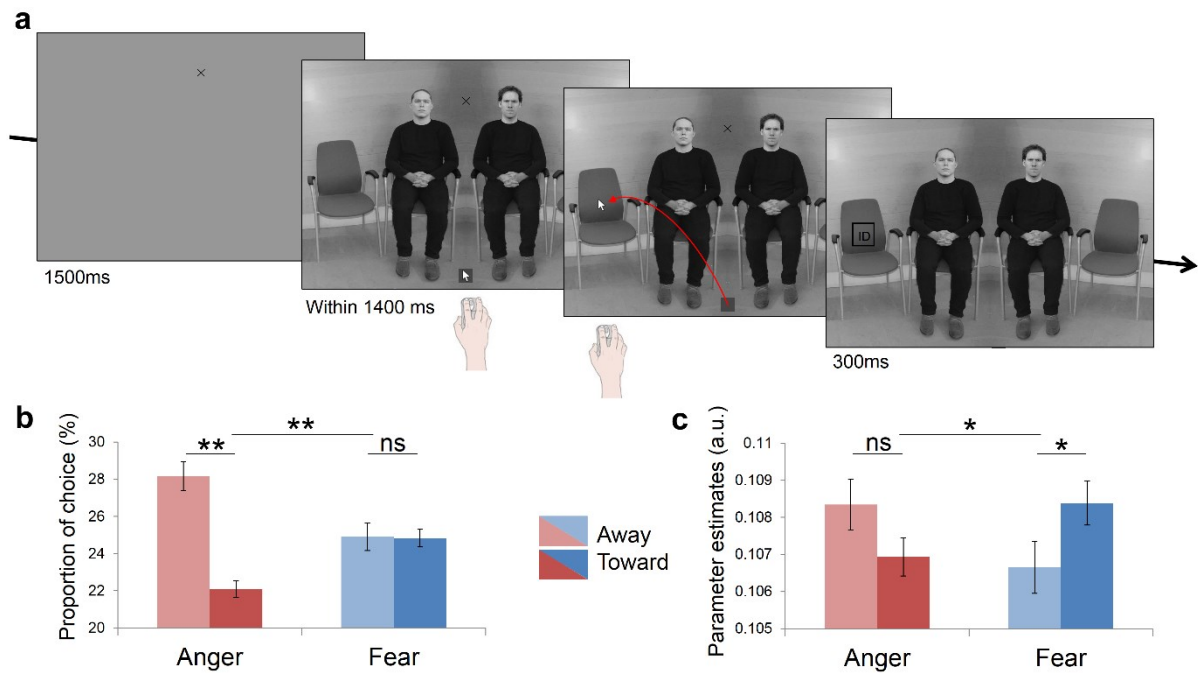 a
1500ms
Within 1400 ms
ID
300ms
b
Proportion of choice (%)
30
28
26
24
22
20
**
**
ns
Anger
Fear
Away
Toward
c
Parameter estimates (a.u.)
0.11
0.109
0.108
0.107
0.106
0.105
ns
*
*
Anger
Fear